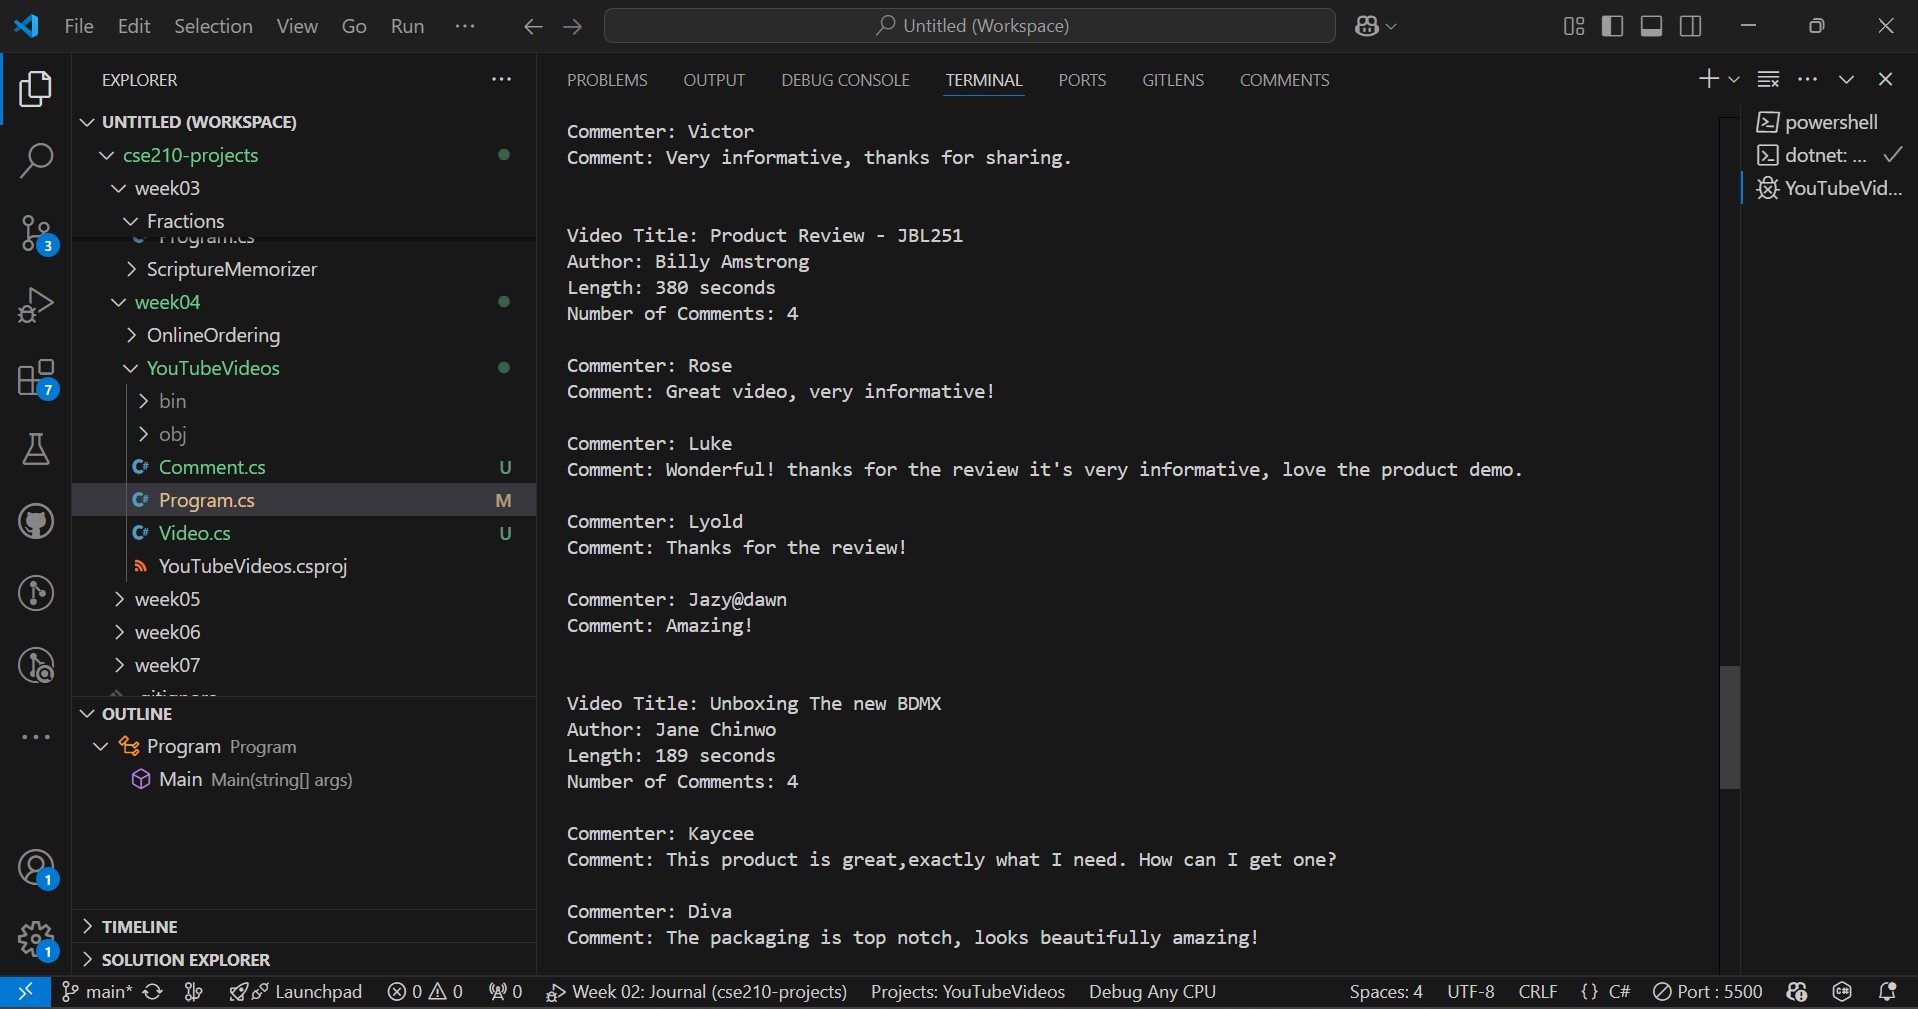 File Edit Selection View Go Run ··· Untitled (Workspace)
EXPLORER ···
UNTITLED (WORKSPACE)
cse210-projects
week03
Fractions
Program.cs
ScriptureMemorizer
week04
OnlineOrdering
YouTubeVideos
bin
obj
C# Comment.cs U
C# Program.cs M
C# Video.cs U
YouTubeVideos.csproj
week05
week06
week07
.gitignore
OUTLINE
Program Program
Main Main(string[] args)
TIMELINE
SOLUTION EXPLORER
3
7
1
1
PROBLEMS OUTPUT DEBUG CONSOLE TERMINAL PORTS GITLENS COMMENTS
Commenter: Victor
Comment: Very informative, thanks for sharing.
Video Title: Product Review - JBL251
Author: Billy Amstrong
Length: 380 seconds
Number of Comments: 4
Commenter: Rose
Comment: Great video, very informative!
Commenter: Luke
Comment: Wonderful! thanks for the review it's very informative, love the product demo.
Commenter: Lyold
Comment: Thanks for the review!
Commenter: Jazy@dawn
Comment: Amazing!
Video Title: Unboxing The new BDMX
Author: Jane Chinwo
Length: 189 seconds
Number of Comments: 4
Commenter: Kaycee
Comment: This product is great,exactly what I need. How can I get one?
Commenter: Diva
Comment: The packaging is top notch, looks beautifully amazing!
powershell
dotnet: ...
YouTubeVid...
main* Launchpad 0 0 0 Week 02: Journal (cse210-projects) Projects: YouTubeVideos Debug Any CPU Spaces: 4 UTF-8 CRLF {} C# Port : 5500